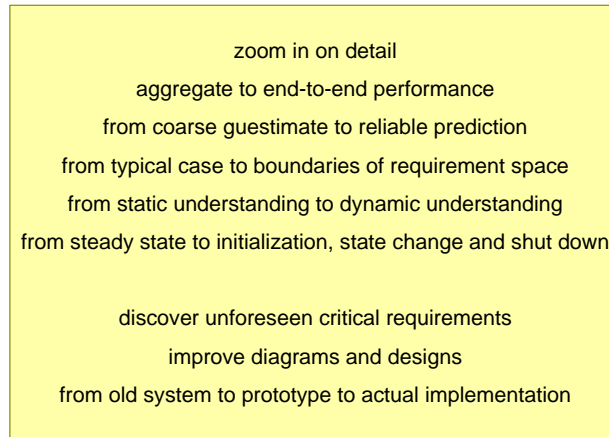 zoom in on detail
aggregate to end-to-end performance
from coarse guestimate to reliable prediction
from typical case to boundaries of requirement space
from static understanding to dynamic understanding
from steady state to initialization, state change and shut down
discover unforeseen critical requirements
improve diagrams and designs
from old system to prototype to actual implementation